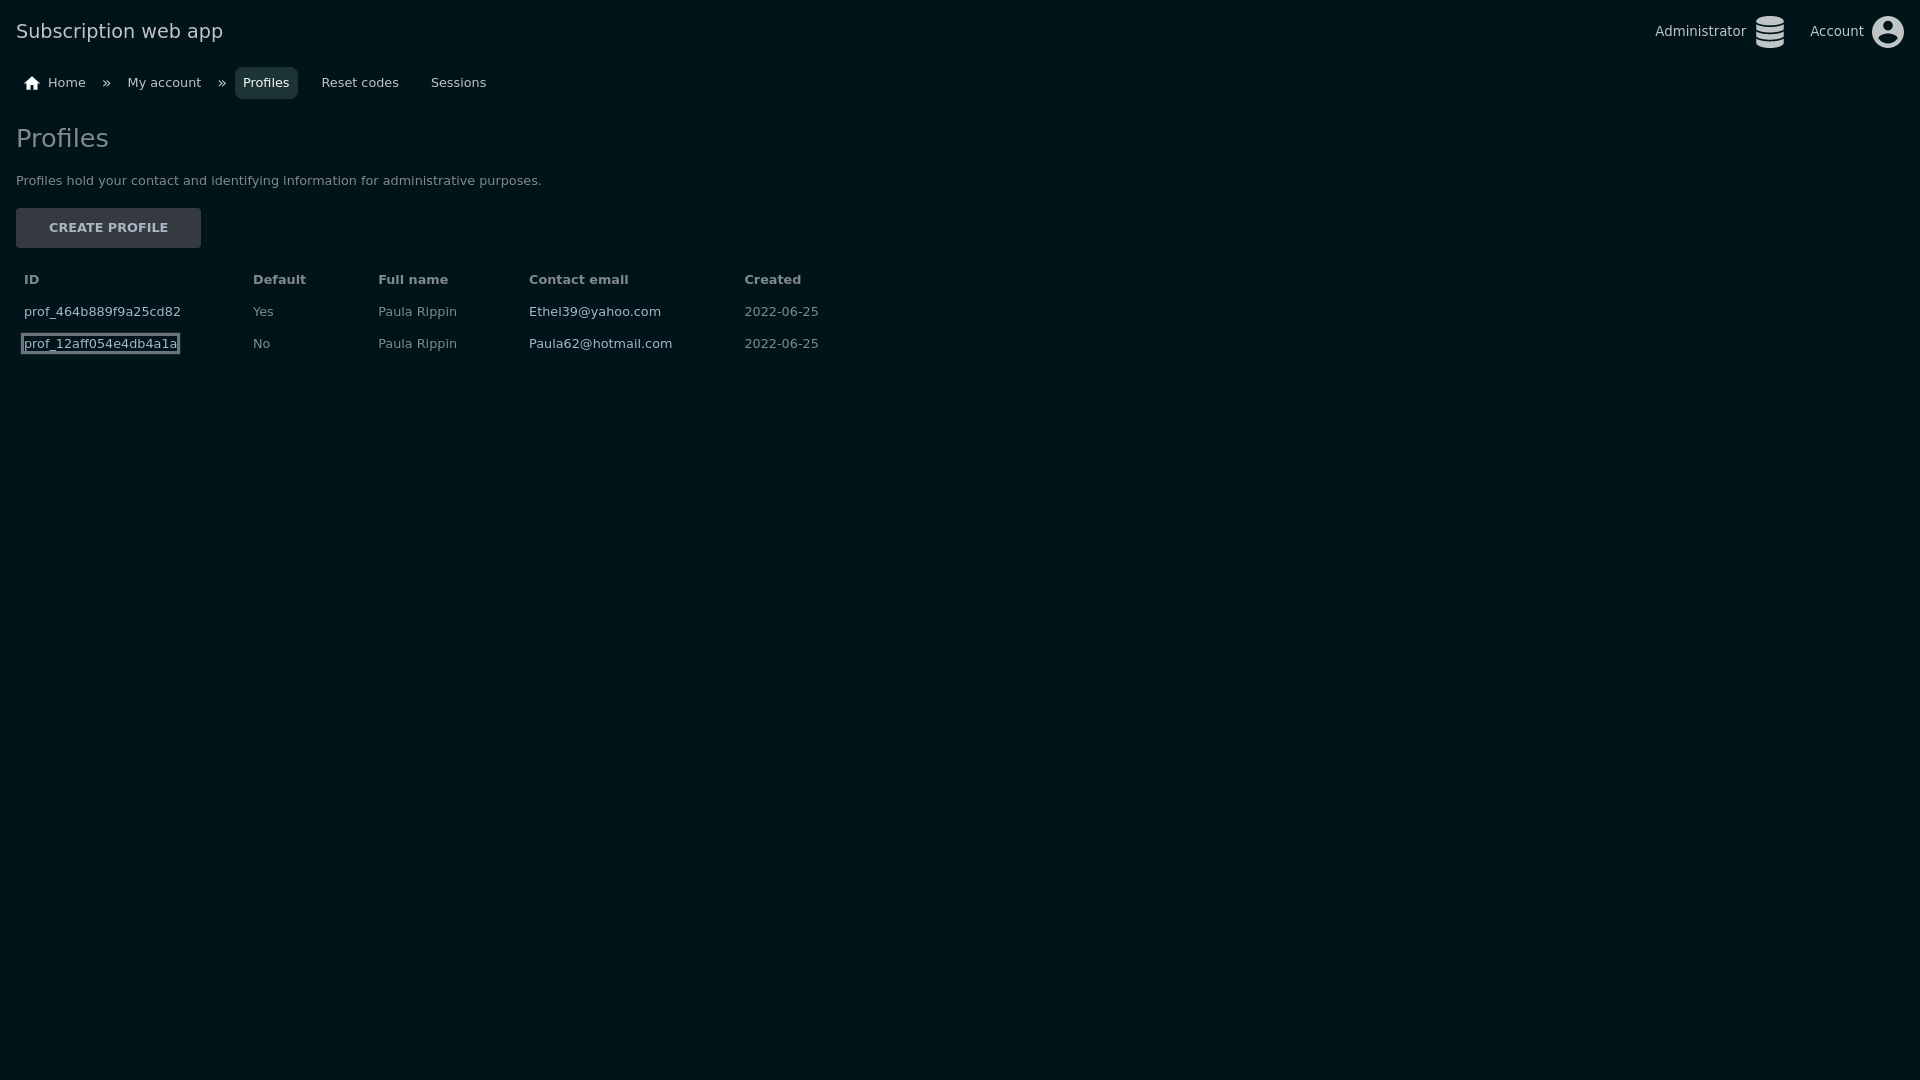 Subscription web app
Administrator
Account
Home » My account » Profiles Reset codes Sessions
Profiles
Profiles hold your contact and identifying information for administrative purposes.
CREATE PROFILE
ID Default Full name Contact email Created
prof_464b889f9a25cd82 Yes Paula Rippin Ethel39@yahoo.com 2022-06-25
prof_12aff054e4db4a1a No Paula Rippin Paula62@hotmail.com 2022-06-25